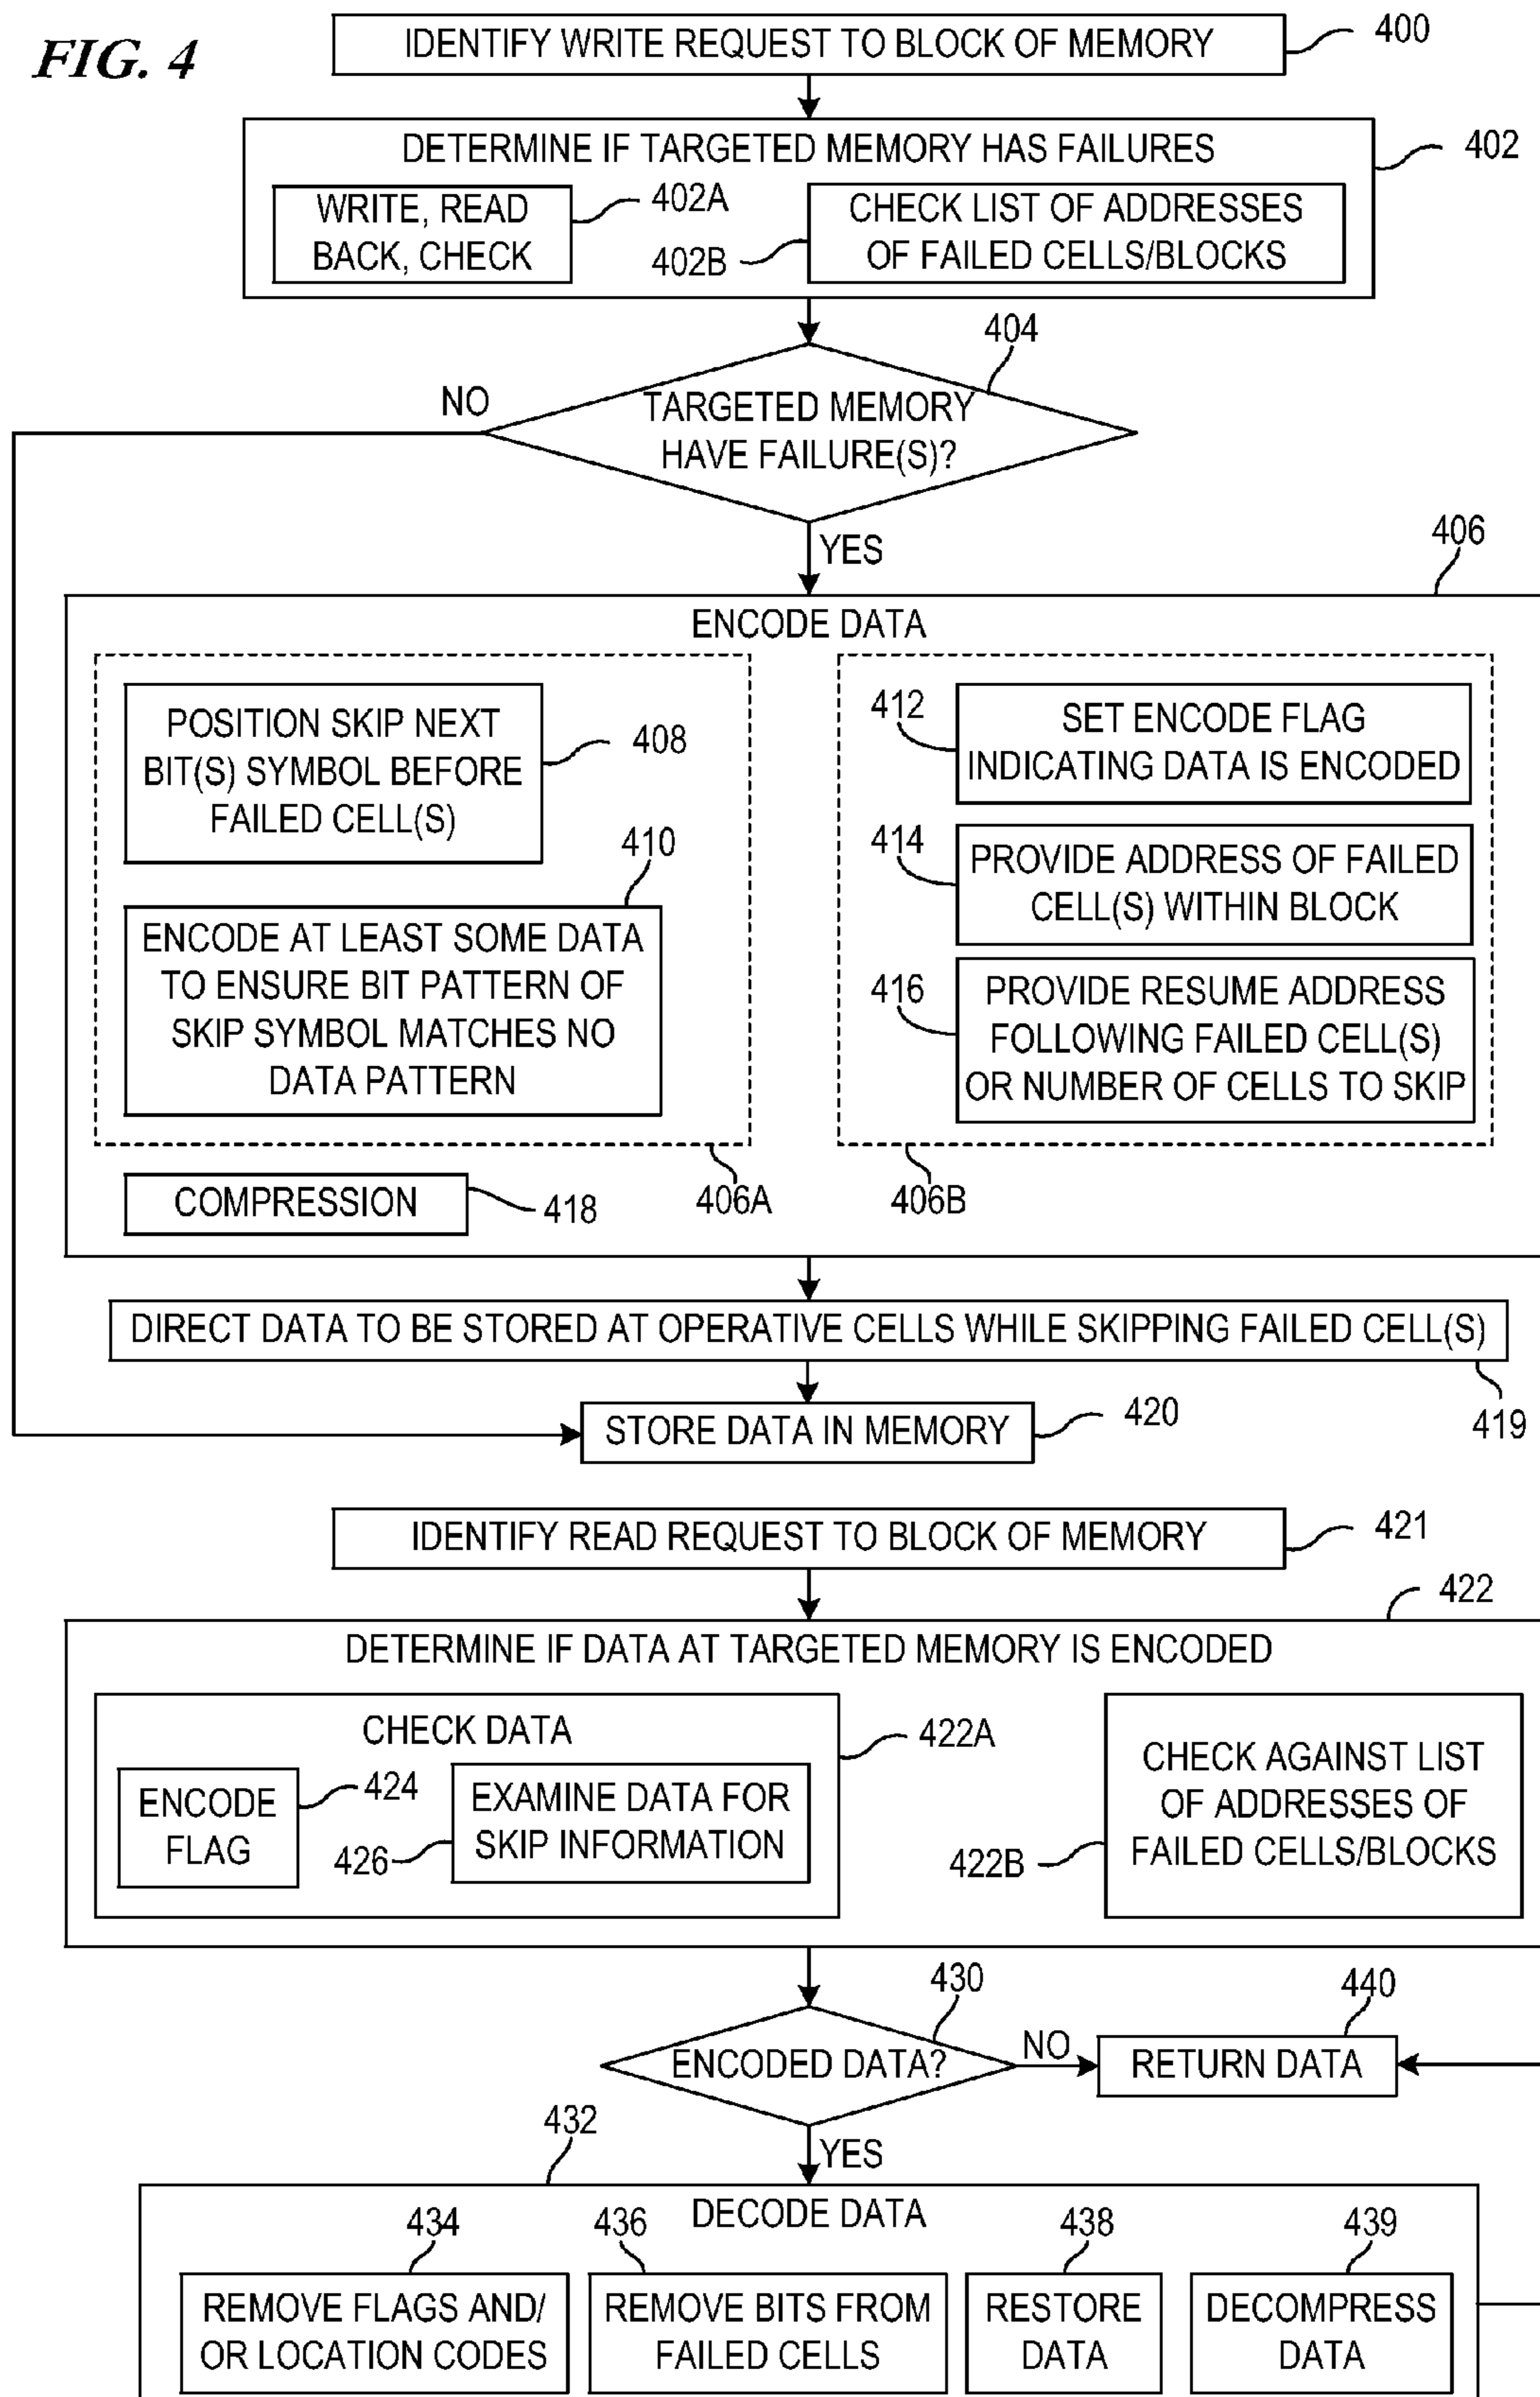 FIG. 4
IDENTIFY WRITE REQUEST TO BLOCK OF MEMORY
400
DETERMINE IF TARGETED MEMORY HAS FAILURES
402
WRITE, READ
BACK, CHECK
402A
402B
CHECK LIST OF ADDRESSES
OF FAILED CELLS/BLOCKS
404
NO
TARGETED MEMORY
HAVE FAILURE(S)?
YES
406
ENCODE DATA
POSITION SKIP NEXT
BIT(S) SYMBOL BEFORE
FAILED CELL(S)
408
410
ENCODE AT LEAST SOME DATA
TO ENSURE BIT PATTERN OF
SKIP SYMBOL MATCHES NO
DATA PATTERN
406A
412
SET ENCODE FLAG
INDICATING DATA IS ENCODED
414
PROVIDE ADDRESS OF FAILED
CELL(S) WITHIN BLOCK
416
PROVIDE RESUME ADDRESS
FOLLOWING FAILED CELL(S)
OR NUMBER OF CELLS TO SKIP
406B
COMPRESSION
418
DIRECT DATA TO BE STORED AT OPERATIVE CELLS WHILE SKIPPING FAILED CELL(S)
419
STORE DATA IN MEMORY
420
IDENTIFY READ REQUEST TO BLOCK OF MEMORY
421
422
DETERMINE IF DATA AT TARGETED MEMORY IS ENCODED
CHECK DATA
422A
ENCODE
FLAG
424
426
EXAMINE DATA FOR
SKIP INFORMATION
422B
CHECK AGAINST LIST
OF ADDRESSES OF
FAILED CELLS/BLOCKS
430
ENCODED DATA?
NO
440
RETURN DATA
YES
432
DECODE DATA
434
REMOVE FLAGS AND/
OR LOCATION CODES
436
REMOVE BITS FROM
FAILED CELLS
438
RESTORE
DATA
439
DECOMPRESS
DATA